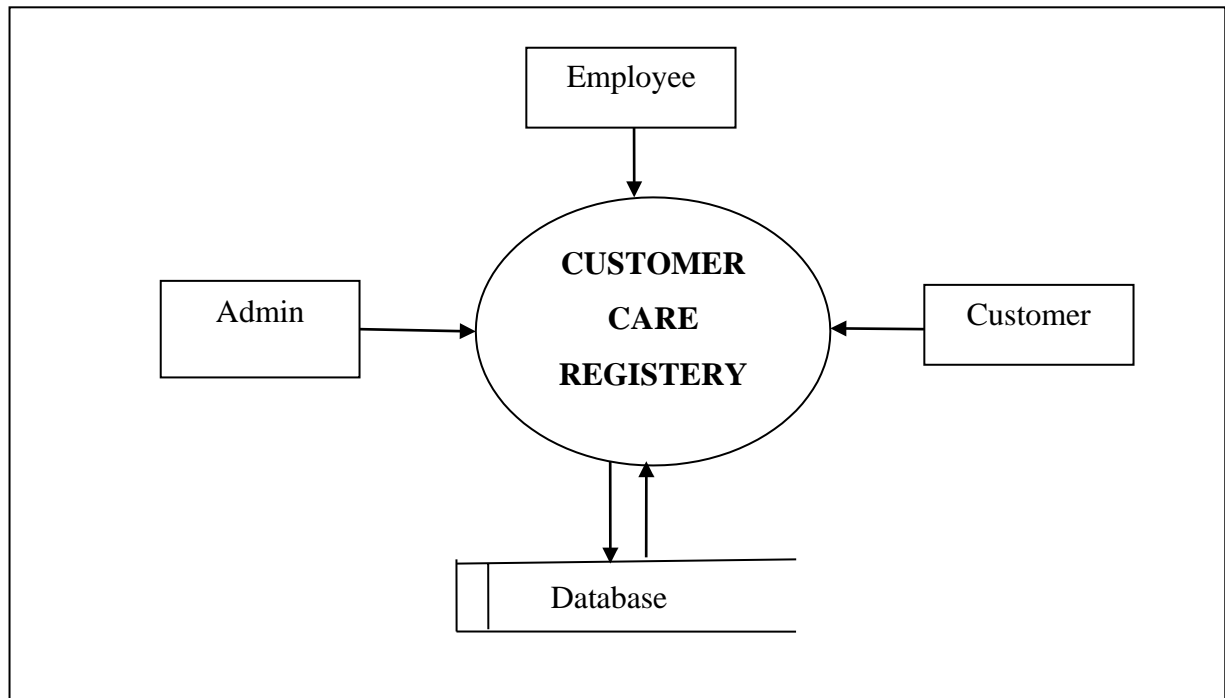 Employee
CUSTOMER
Admin
CARE
Customer
REGISTERY
Database